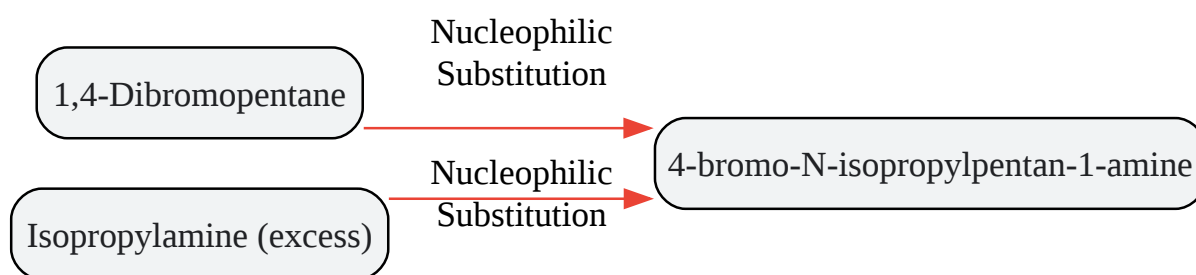 Nucleophilic
Substitution
1,4-Dibromopentane
4-bromo-N-isopropylpentan-1-amine
Nucleophilic
Substitution
Isopropylamine (excess)